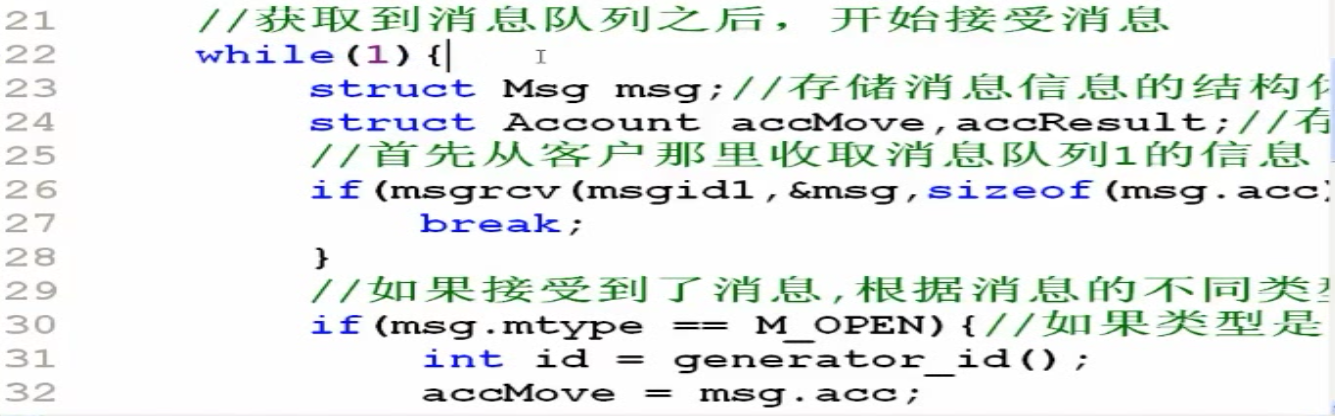 21 //获取到消息队列之后，开始接受消息
22 while(1){
23 struct Msg msg;//存储消息信息的结构体
24 struct Account accMove,accResult;//存
25 //首先从客户那里收取消息队列1的信息
26 if(msgrcv(msgid1,&msg,sizeof(msg.acc)
27 break;
28 }
29 //如果接受到了消息,根据消息的不同类型
30 if(msg.mtype == M_OPEN){//如果类型是
31 int id = generator_id();
32 accMove = msg.acc;